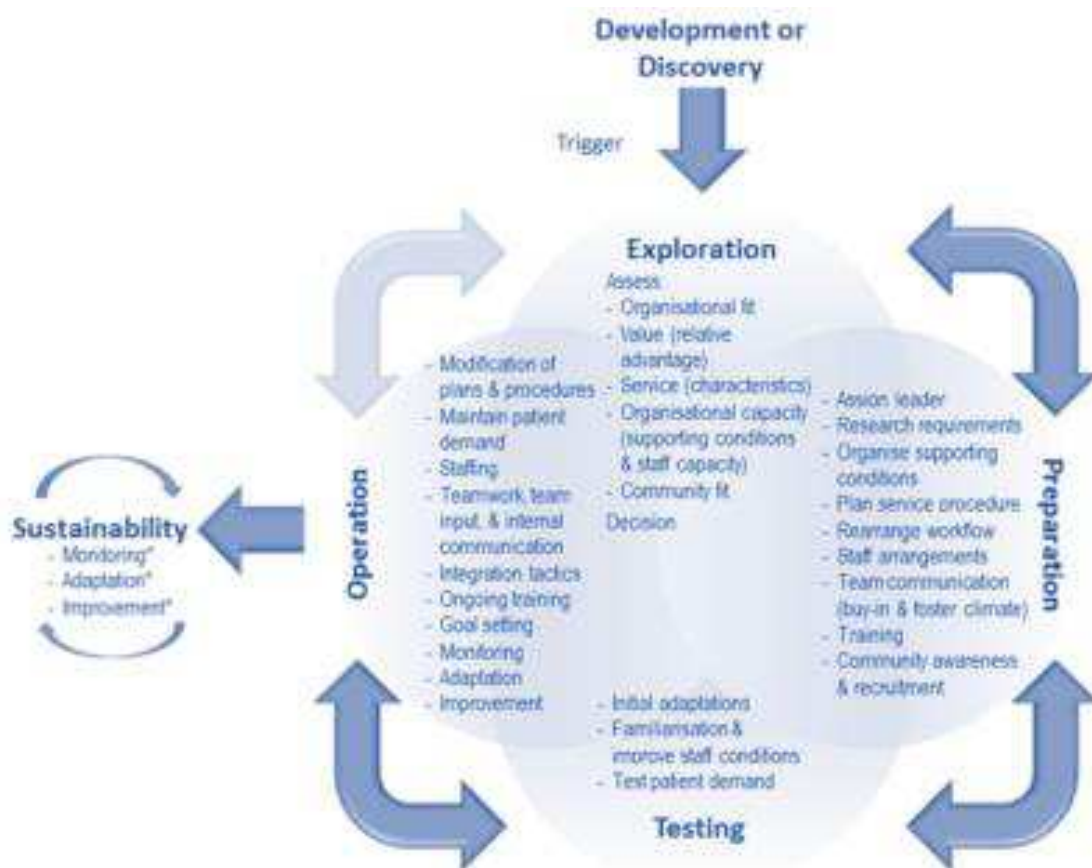 Development or
Discovery
Trigger
Exploration
Assess
- Organisational fit
- Value (relative
advantage)
- Service (characteristics)
- Organisational capacity
(supporting conditions
& staff capacity)
- Community fit
Decision
- Modification of
plans & procedures
- Maintain patient
demand
- Staffing
- Teamwork, team
input, & internal
communication
- Integration tactics
- Ongoing training
- Goal setting
- Monitoring
- Adaptation
- Improvement
Operation
- Assign leader
- Research requirements
- Organise supporting
conditions
- Plan service procedure
- Rearrange workflow
- Staff arrangements
- Team communication
(buy-in & foster climate)
- Training
- Community awareness
& recruitment
Preparation
Sustainability
- Monitoring*
- Adaptation*
- Improvement*
- Initial adaptations
- Familiarisation &
improve staff conditions
- Test patient demand
Testing